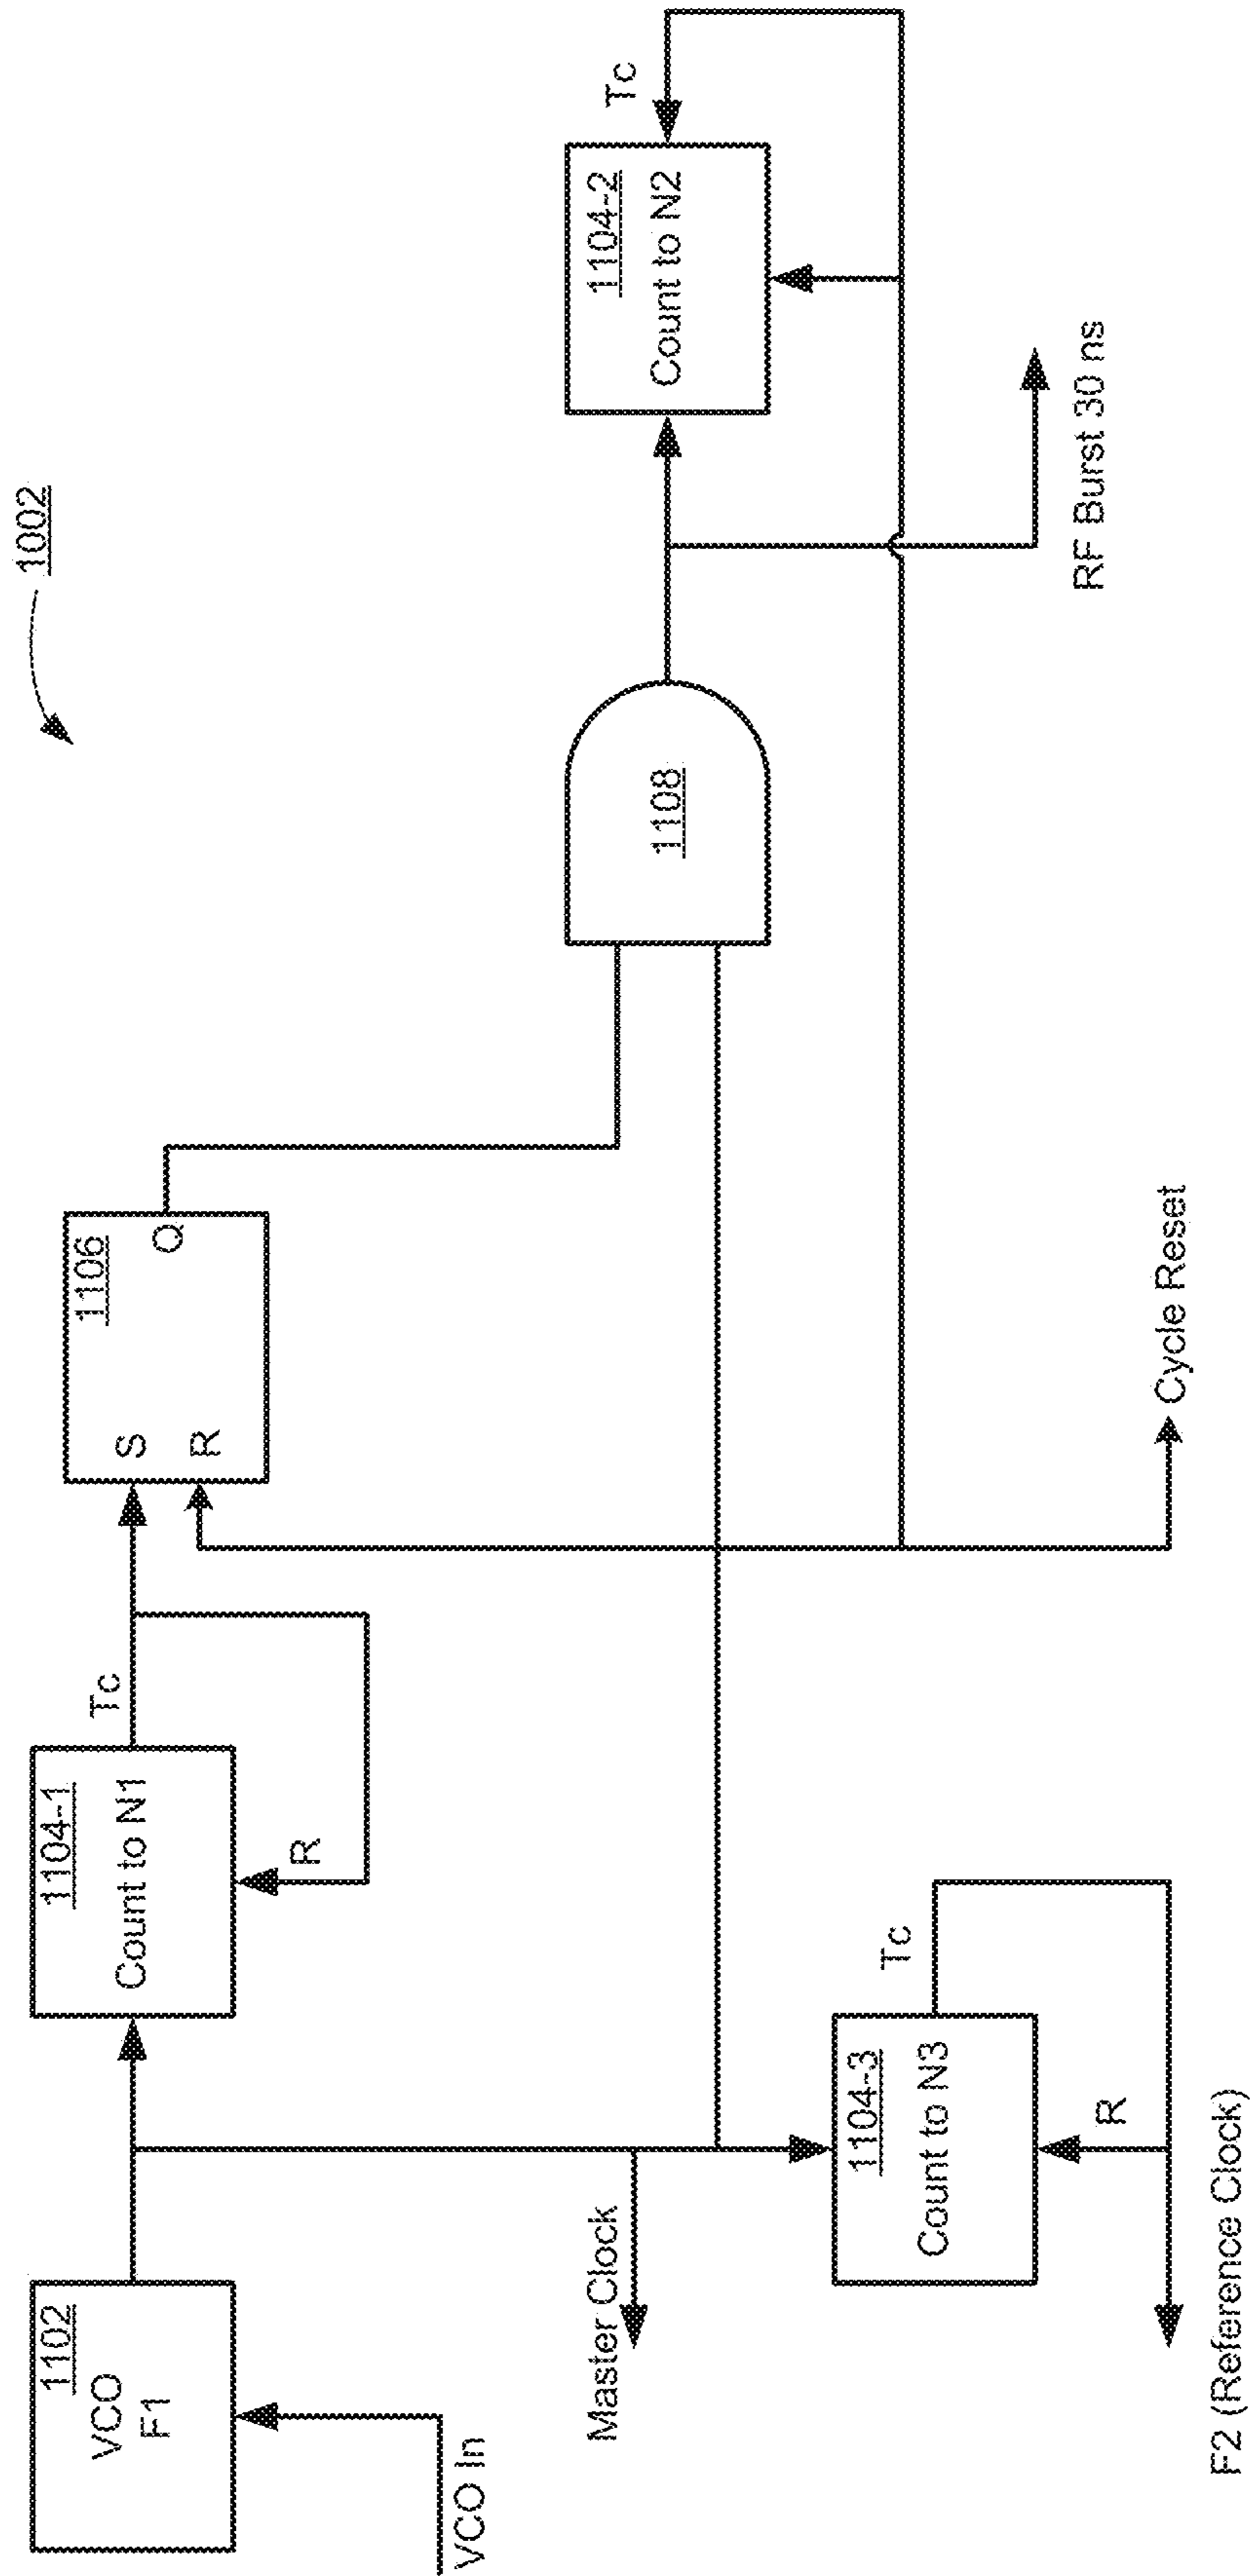 1002
1102
VCO
F1
VCO In
1104-1
Count to N1
Tc
R
1106
S
R
Q
Master Clock
1108
1104-2
Count to N2
Tc
RF Burst 30 ns
1104-3
Count to N3
Tc
R
F2 (Reference Clock)
Cycle Reset